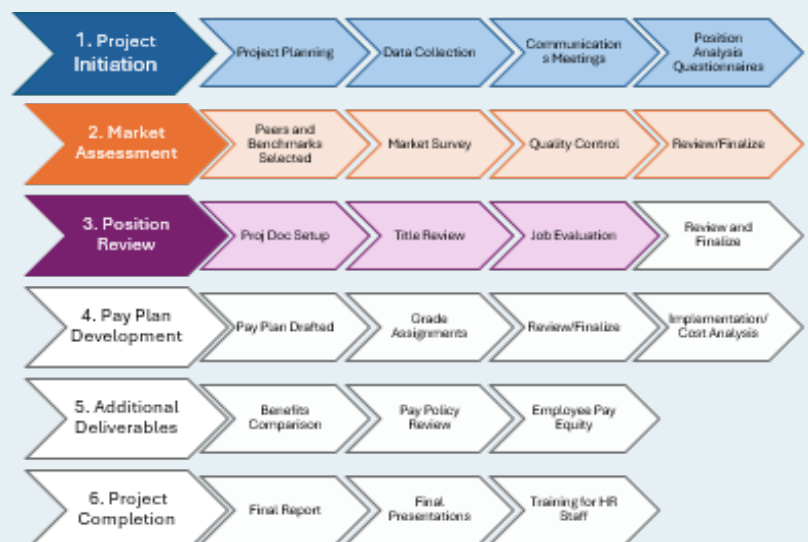 1. Project
Initiation
Project Planning
Data Collection
Communication
s Meetings
Position
Analysis
Questionnaires
2. Market
Assessment
Peers and
Benchmarks
Selected
Market Survey
Quality Control
Review/Finalize
3. Position
Review
Proj Doc Setup
Title Review
Job Evaluation
Review and
Finalize
4. Pay Plan
Development
Pay Plan Drafted
Grade
Assignments
Review/Finalize
Implementation/
Cost Analysis
5. Additional
Deliverables
Benefits
Comparison
Pay Policy
Review
Employee Pay
Equity
6. Project
Completion
Final Report
Final
Presentations
Training for HR
Staff